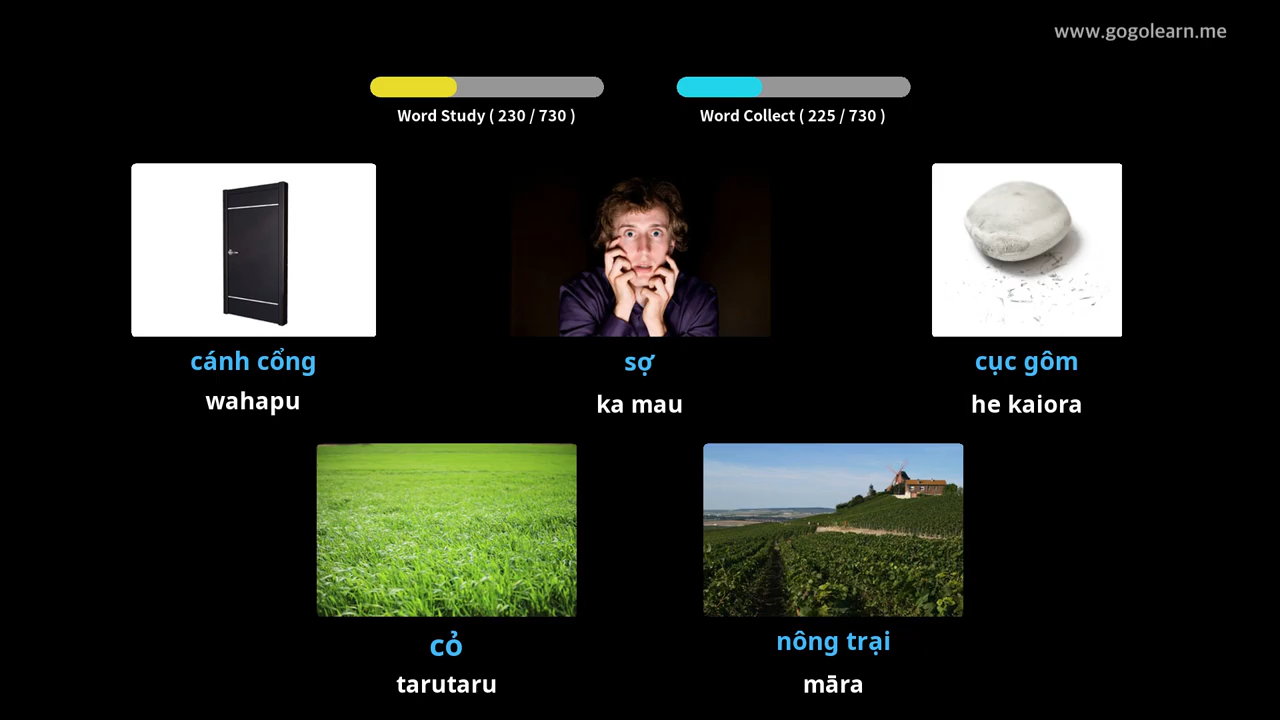 www.gogolearn.me
Word Study ( 230 / 730 )
Word Collect ( 225 / 730 )
cánh cổng
wahapu
sợ
ka mau
cục gôm
he kaiora
cỏ
tarutaru
nông trại
māra